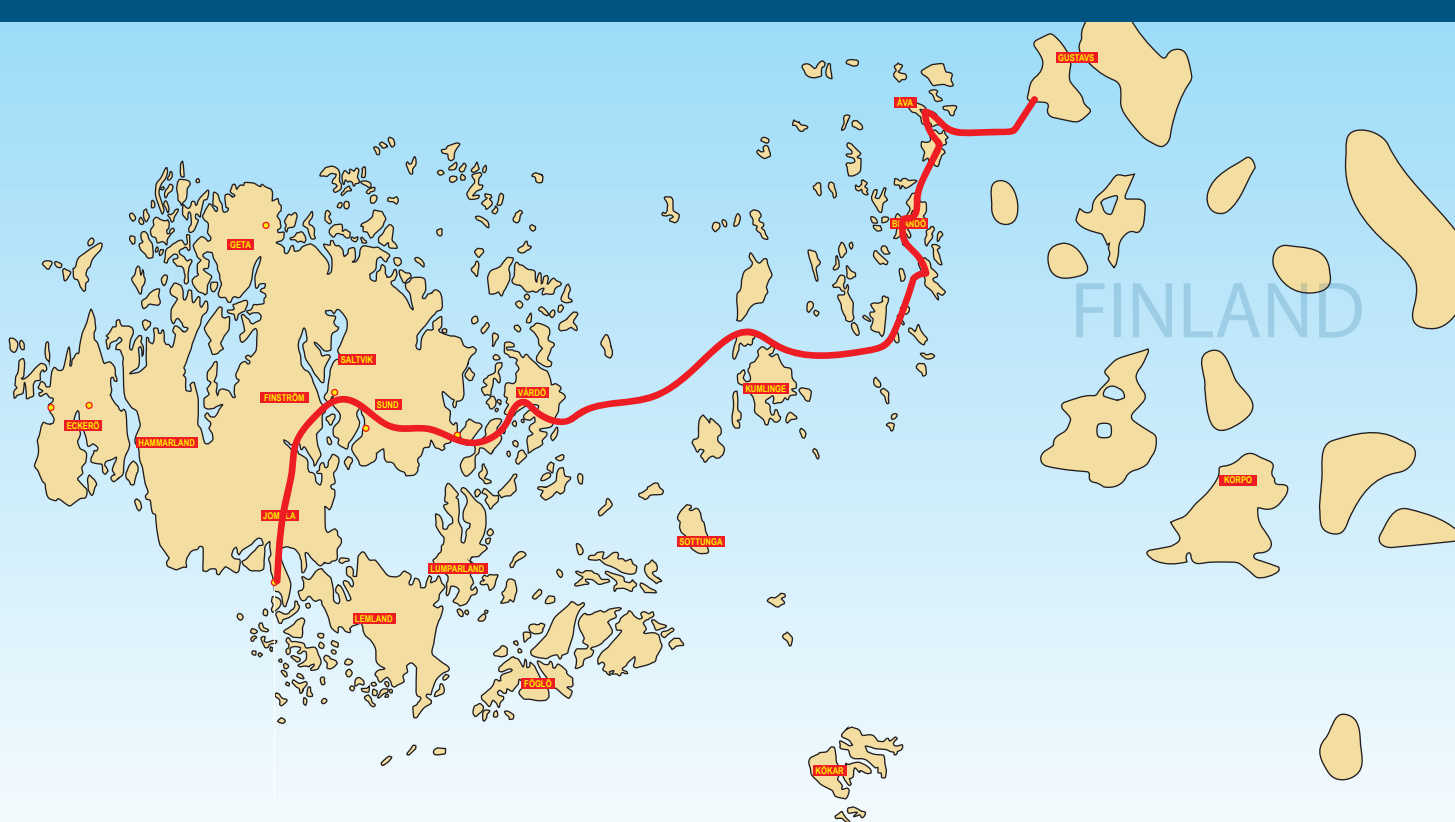 GUSTAVS
ÅVA
BRÄNDÖ
GETA
FINLAND
SALTVIK
KUMLINGE
VÅRDÖ
FINSTRÖM
SUND
ECKERÖ
HAMMARLAND
KORPO
JOMALA
SOTTUNGA
LUMPARLAND
LEMLAND
FÖGLÖ
KÖKAR